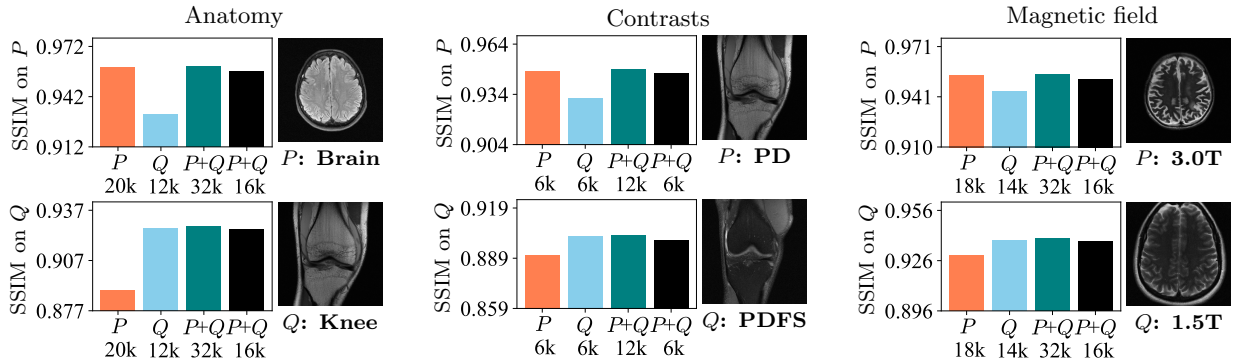 Anatomy
SSIM on P
0.972
0.942
0.912
P Q P+Q P+Q
20k 12k 32k 16k
P: Brain
SSIM on Q
0.937
0.907
0.877
P Q P+Q P+Q
20k 12k 32k 16k
Q: Knee
Contrasts
SSIM on P
0.964
0.934
0.904
P Q P+Q P+Q
6k 6k 12k 6k
P: PD
SSIM on Q
0.919
0.889
0.859
P Q P+Q P+Q
6k 6k 12k 6k
Q: PDFS
Magnetic field
SSIM on P
0.971
0.941
0.910
P Q P+Q P+Q
18k 14k 32k 16k
P: 3.0T
SSIM on Q
0.956
0.926
0.896
P Q P+Q P+Q
18k 14k 32k 16k
Q: 1.5T